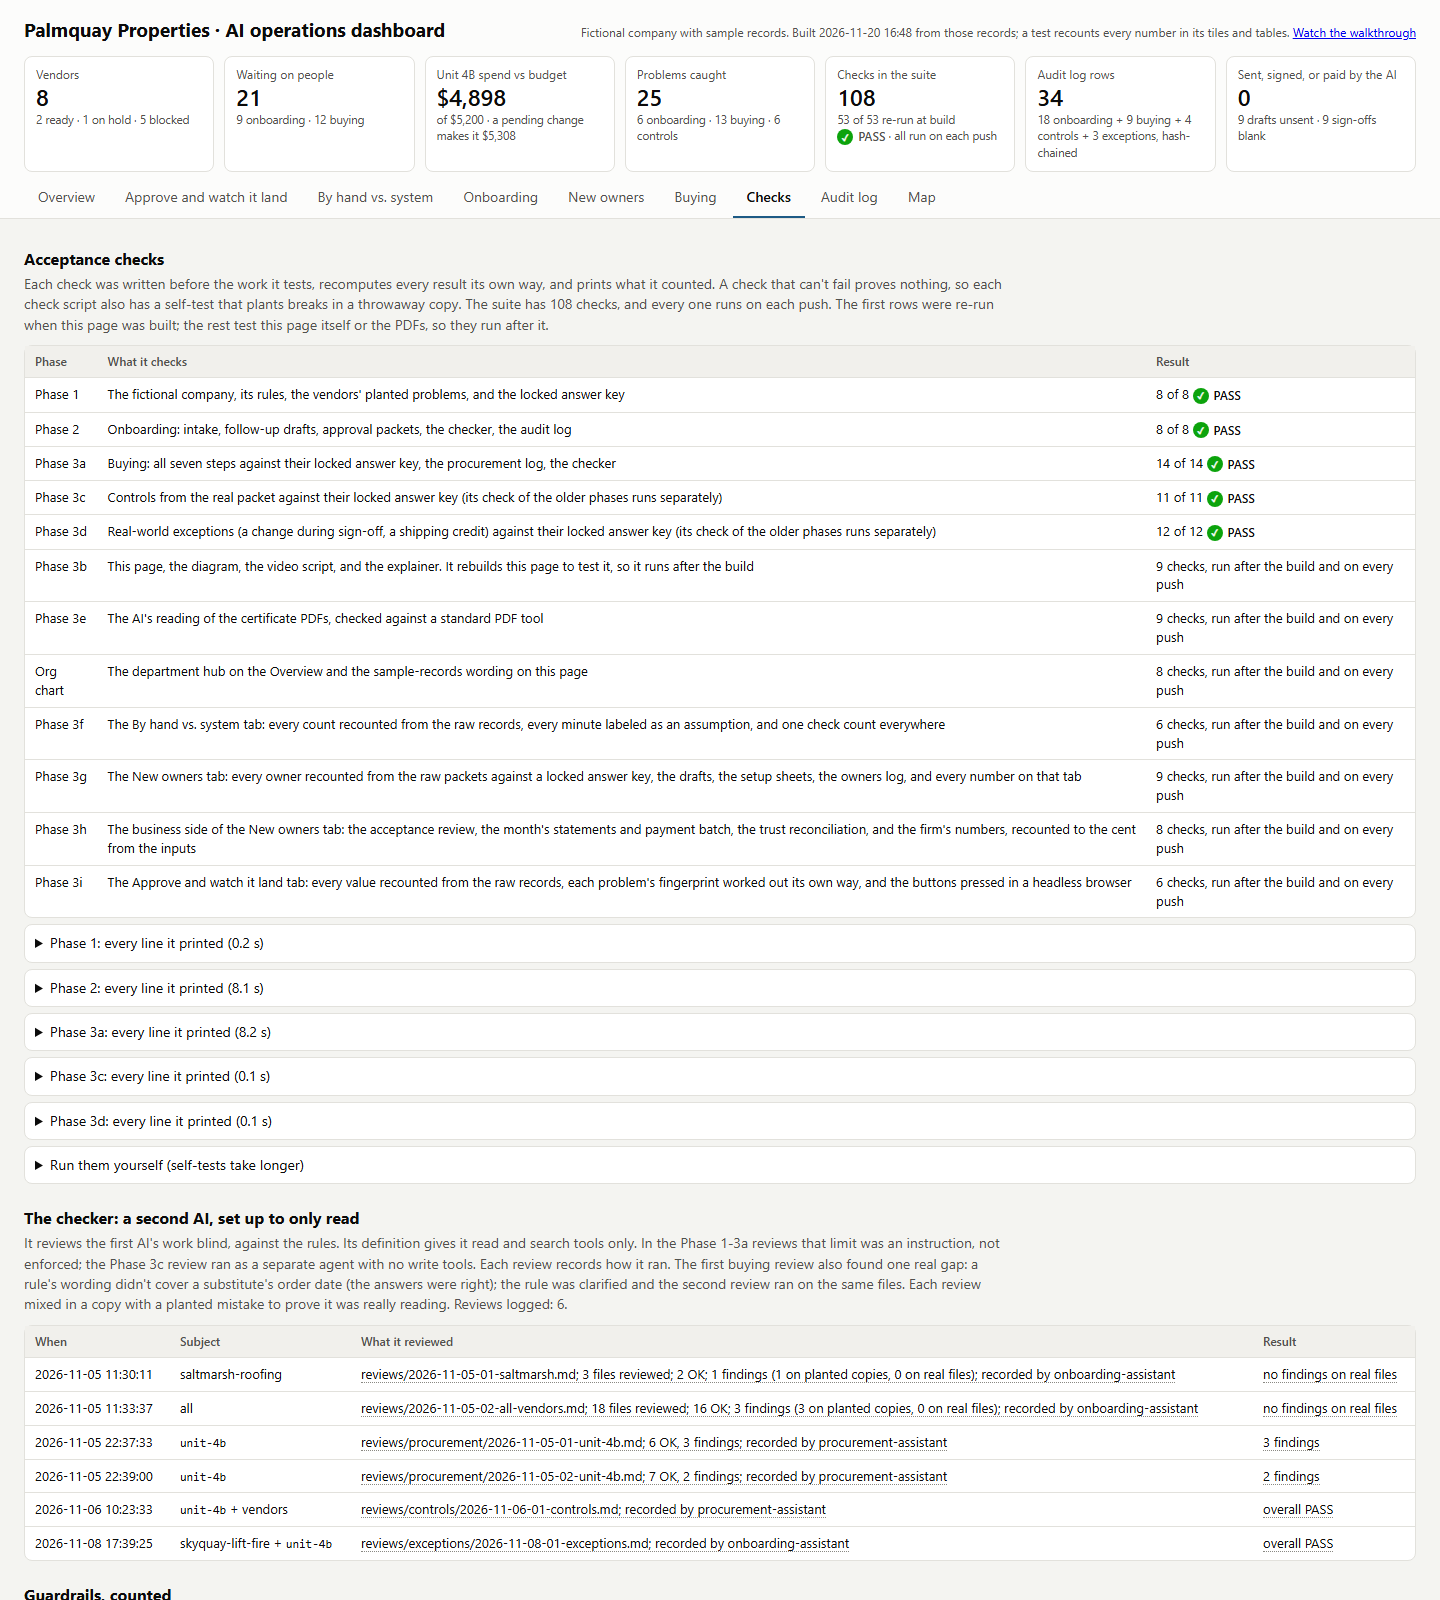 Palmquay Properties · AI operations dashboard
Fictional company with sample records. Built 2026-11-20 16:48 from those records; a test recounts every number in its tiles and tables. Watch the walkthrough
Vendors
8
2 ready · 1 on hold · 5 blocked
Waiting on people
21
9 onboarding · 12 buying
Unit 4B spend vs budget
$4,898
of $5,200 · a pending change
makes it $5,308
Problems caught
25
6 onboarding · 13 buying · 6
controls
Checks in the suite
108
53 of 53 re-run at build
PASS · all run on each push
Audit log rows
34
18 onboarding + 9 buying + 4
controls + 3 exceptions, hash-
chained
Sent, signed, or paid by the AI
0
9 drafts unsent · 9 sign-offs
blank
Overview
Approve and watch it land
By hand vs. system
Onboarding
New owners
Buying
Checks
Audit log
Map
Acceptance checks
Each check was written before the work it tests, recomputes every result its own way, and prints what it counted. A check that can't fail proves nothing, so each
check script also has a self-test that plants breaks in a throwaway copy. The suite has 108 checks, and every one runs on each push. The first rows were re-run
when this page was built; the rest test this page itself or the PDFs, so they run after it.
Phase What it checks Result
Phase 1 The fictional company, its rules, the vendors' planted problems, and the locked answer key 8 of 8 PASS
Phase 2 Onboarding: intake, follow-up drafts, approval packets, the checker, the audit log 8 of 8 PASS
Phase 3a Buying: all seven steps against their locked answer key, the procurement log, the checker 14 of 14 PASS
Phase 3c Controls from the real packet against their locked answer key (its check of the older phases runs separately) 11 of 11 PASS
Phase 3d Real-world exceptions (a change during sign-off, a shipping credit) against their locked answer key (its check of the older phases runs separately) 12 of 12 PASS
Phase 3b This page, the diagram, the video script, and the explainer. It rebuilds this page to test it, so it runs after the build 9 checks, run after the build and on every
push
Phase 3e The AI's reading of the certificate PDFs, checked against a standard PDF tool 9 checks, run after the build and on every
push
Org The department hub on the Overview and the sample-records wording on this page 8 checks, run after the build and on every
chart push
Phase 3f The By hand vs. system tab: every count recounted from the raw records, every minute labeled as an assumption, and one check count everywhere 6 checks, run after the build and on every
push
Phase 3g The New owners tab: every owner recounted from the raw packets against a locked answer key, the drafts, the setup sheets, the owners log, and every number on that tab 9 checks, run after the build and on every
push
Phase 3h The business side of the New owners tab: the acceptance review, the month's statements and payment batch, the trust reconciliation, and the firm's numbers, recounted to the cent 8 checks, run after the build and on every
from the inputs push
Phase 3i The Approve and watch it land tab: every value recounted from the raw records, each problem's fingerprint worked out its own way, and the buttons pressed in a headless browser 6 checks, run after the build and on every
push
Phase 1: every line it printed (0.2 s)
Phase 2: every line it printed (8.1 s)
Phase 3a: every line it printed (8.2 s)
Phase 3c: every line it printed (0.1 s)
Phase 3d: every line it printed (0.1 s)
Run them yourself (self-tests take longer)
The checker: a second AI, set up to only read
It reviews the first AI's work blind, against the rules. Its definition gives it read and search tools only. In the Phase 1-3a reviews that limit was an instruction, not
enforced; the Phase 3c review ran as a separate agent with no write tools. Each review records how it ran. The first buying review also found one real gap: a
rule's wording didn't cover a substitute's order date (the answers were right); the rule was clarified and the second review ran on the same files. Each review
mixed in a copy with a planted mistake to prove it was really reading. Reviews logged: 6.
When Subject What it reviewed Result
2026-11-05 11:30:11 saltmarsh-roofing reviews/2026-11-05-01-saltmarsh.md; 3 files reviewed; 2 OK; 1 findings (1 on planted copies, 0 on real files); recorded by onboarding-assistant no findings on real files
2026-11-05 11:33:37 all reviews/2026-11-05-02-all-vendors.md; 18 files reviewed; 16 OK; 3 findings (3 on planted copies, 0 on real files); recorded by onboarding-assistant no findings on real files
2026-11-05 22:37:33 unit-4b reviews/procurement/2026-11-05-01-unit-4b.md; 6 OK, 3 findings; recorded by procurement-assistant 3 findings
2026-11-05 22:39:00 unit-4b reviews/procurement/2026-11-05-02-unit-4b.md; 7 OK, 2 findings; recorded by procurement-assistant 2 findings
2026-11-06 10:23:33 unit-4b + vendors reviews/controls/2026-11-06-01-controls.md; recorded by procurement-assistant overall PASS
2026-11-08 17:39:25 skyquay-lift-fire + unit-4b reviews/exceptions/2026-11-08-01-exceptions.md; recorded by onboarding-assistant overall PASS
Guardrails, counted